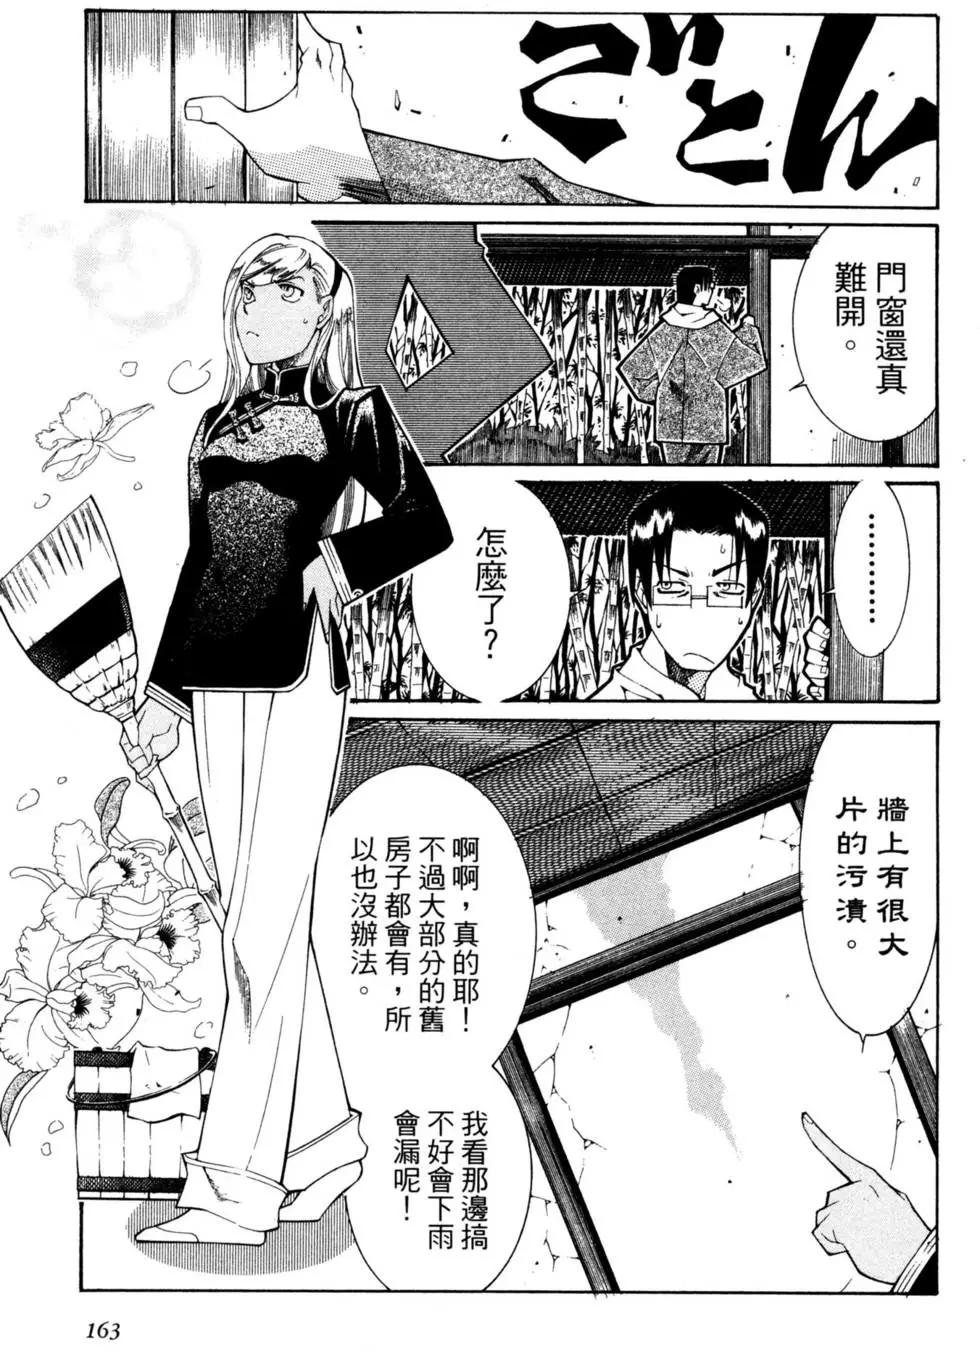 ざとん
門窗還真
難開。
…………
怎麼了?
牆上有很大
片的污漬。
啊啊,真的耶!
不過大部分的舊
房子都會有,所
以也沒辦法。
我看那邊搞
不好會下雨
會漏呢!
163